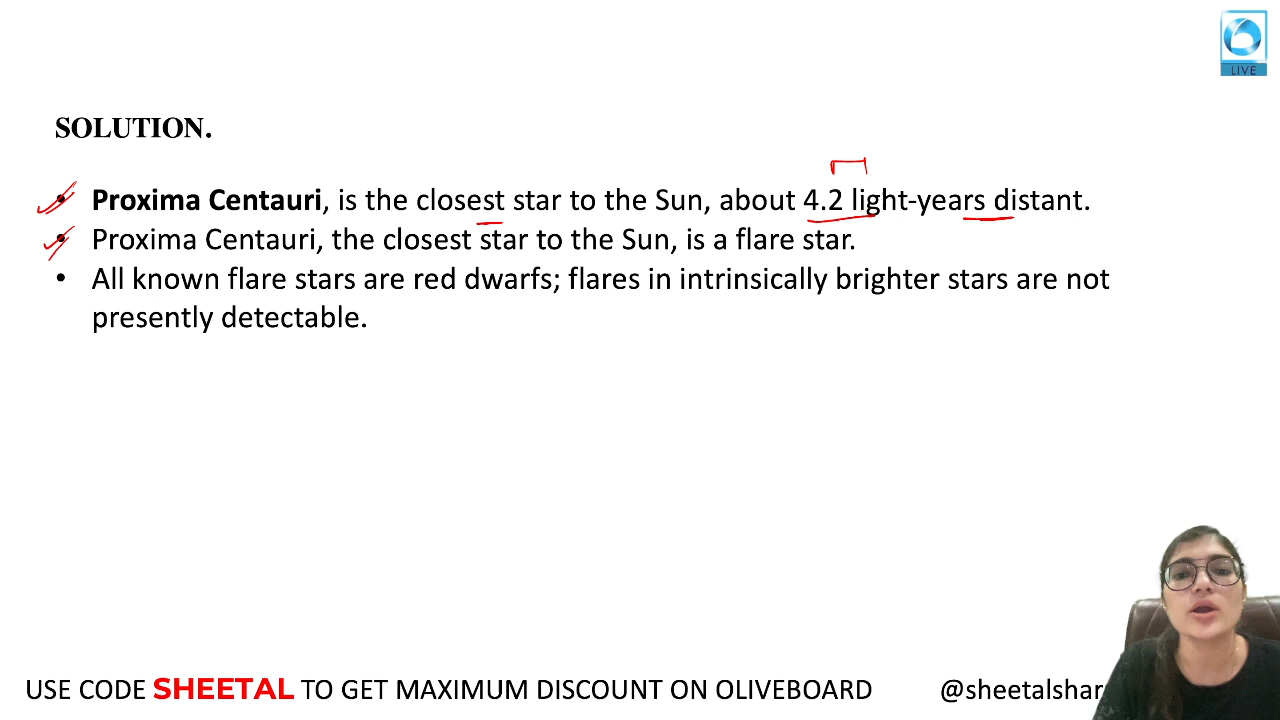 LIVE
SOLUTION.
• Proxima Centauri, is the closest star to the Sun, about 4.2 light-years distant.
• Proxima Centauri, the closest star to the Sun, is a flare star.
• All known flare stars are red dwarfs; flares in intrinsically brighter stars are not
presently detectable.
USE CODE SHEETAL TO GET MAXIMUM DISCOUNT ON OLIVEBOARD
@sheetalshar